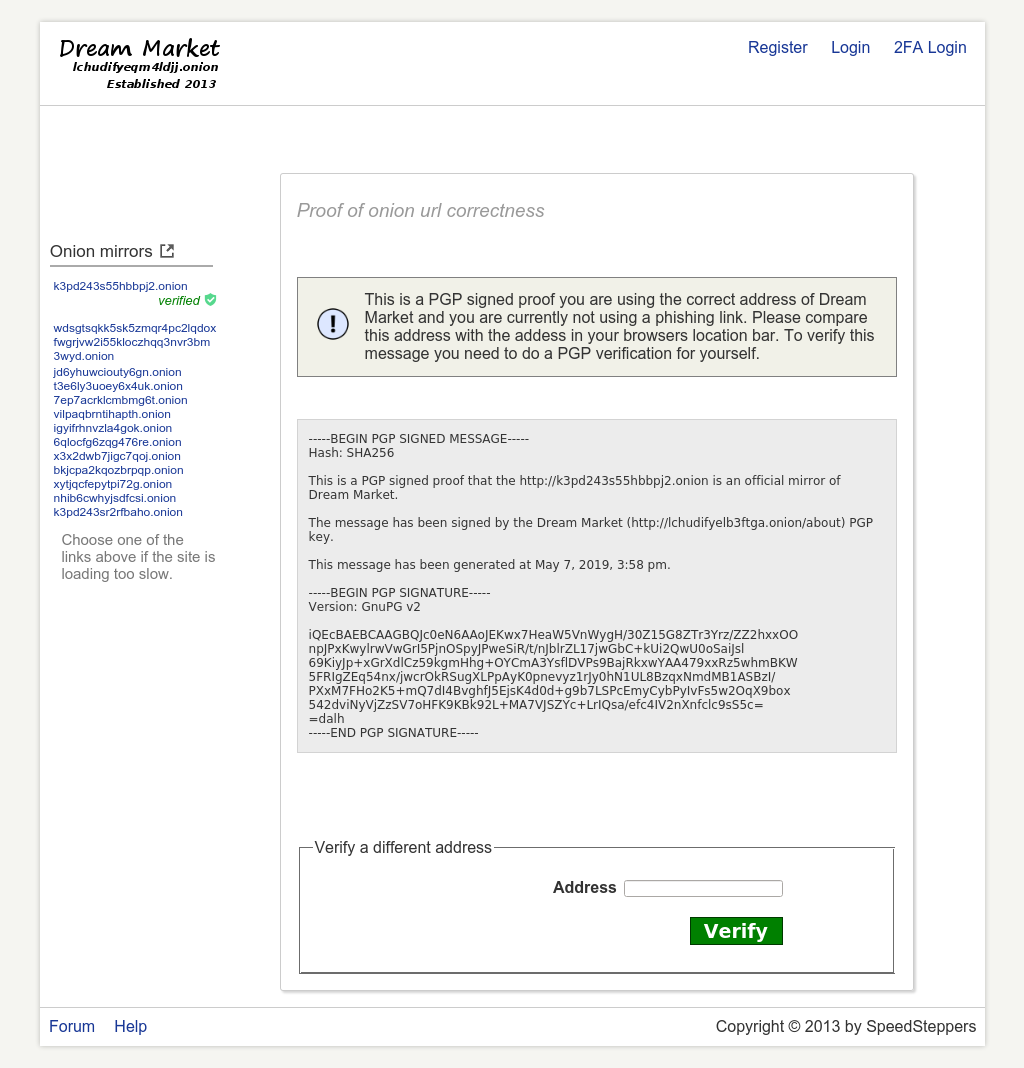 Dream Market
lchudifyeqm4ldjj.onion
Established 2013
Register Login 2FA Login
Onion mirrors
k3pd243s55hbbpj2.onion
verified
wdsgtsqkk5sk5zmqr4pc2lqdox
fwgrjvw2i55kloczhqq3nvr3bm
3wyd.onion
jd6yhuwciouty6gn.onion
t3e6ly3uoey6x4uk.onion
7ep7acrklcmbmg6t.onion
vilpaqbrntihapth.onion
igyifrhnvzla4gok.onion
6qlocfg6zqg476re.onion
x3x2dwb7jigc7qoj.onion
bkjcpa2kqozbrpqp.onion
xytjqcfepytpi72g.onion
nhib6cwhyjsdfcsi.onion
k3pd243sr2rfbaho.onion
Choose one of the
links above if the site is
loading too slow.
Proof of onion url correctness
This is a PGP signed proof you are using the correct address of Dream
Market and you are currently not using a phishing link. Please compare
this address with the addess in your browsers location bar. To verify this
message you need to do a PGP verification for yourself.
-----BEGIN PGP SIGNED MESSAGE-----
Hash: SHA256
This is a PGP signed proof that the http://k3pd243s55hbbpj2.onion is an official mirror of
Dream Market.
The message has been signed by the Dream Market (http://lchudifyelb3ftga.onion/about) PGP
key.
This message has been generated at May 7, 2019, 3:58 pm.
-----BEGIN PGP SIGNATURE-----
Version: GnuPG v2
iQEcBAEBCAAGBQJc0eN6AAoJEKwx7HeaW5VnWygH/30Z15G8ZTr3Yrz/ZZ2hxxOO
npJPxKwylrwVwGrI5PjnOSpyJPweSiR/t/nJblrZL17jwGbC+kUi2QwU0oSaiJsl
69KiyJp+xGrXdlCz59kgmHhg+OYCmA3YsflDVPs9BajRkxwYAA479xxRz5whmBKW
5FRIgZEq54nx/jwcrOkRSugXLPpAyK0pnevyz1rJy0hN1UL8BzqxNmdMB1ASBzI/
PXxM7FHo2K5+mQ7dI4BvghfJ5EjsK4d0d+g9b7LSPcEmyCybPyIvFs5w2OqX9box
542dviNyVjZzSV7oHFK9KBk92L+MA7VJSZYc+LrIQsa/efc4IV2nXnfclc9sS5c=
=dalh
-----END PGP SIGNATURE-----
Verify a different address
Address
Verify
Forum Help
Copyright © 2013 by SpeedSteppers